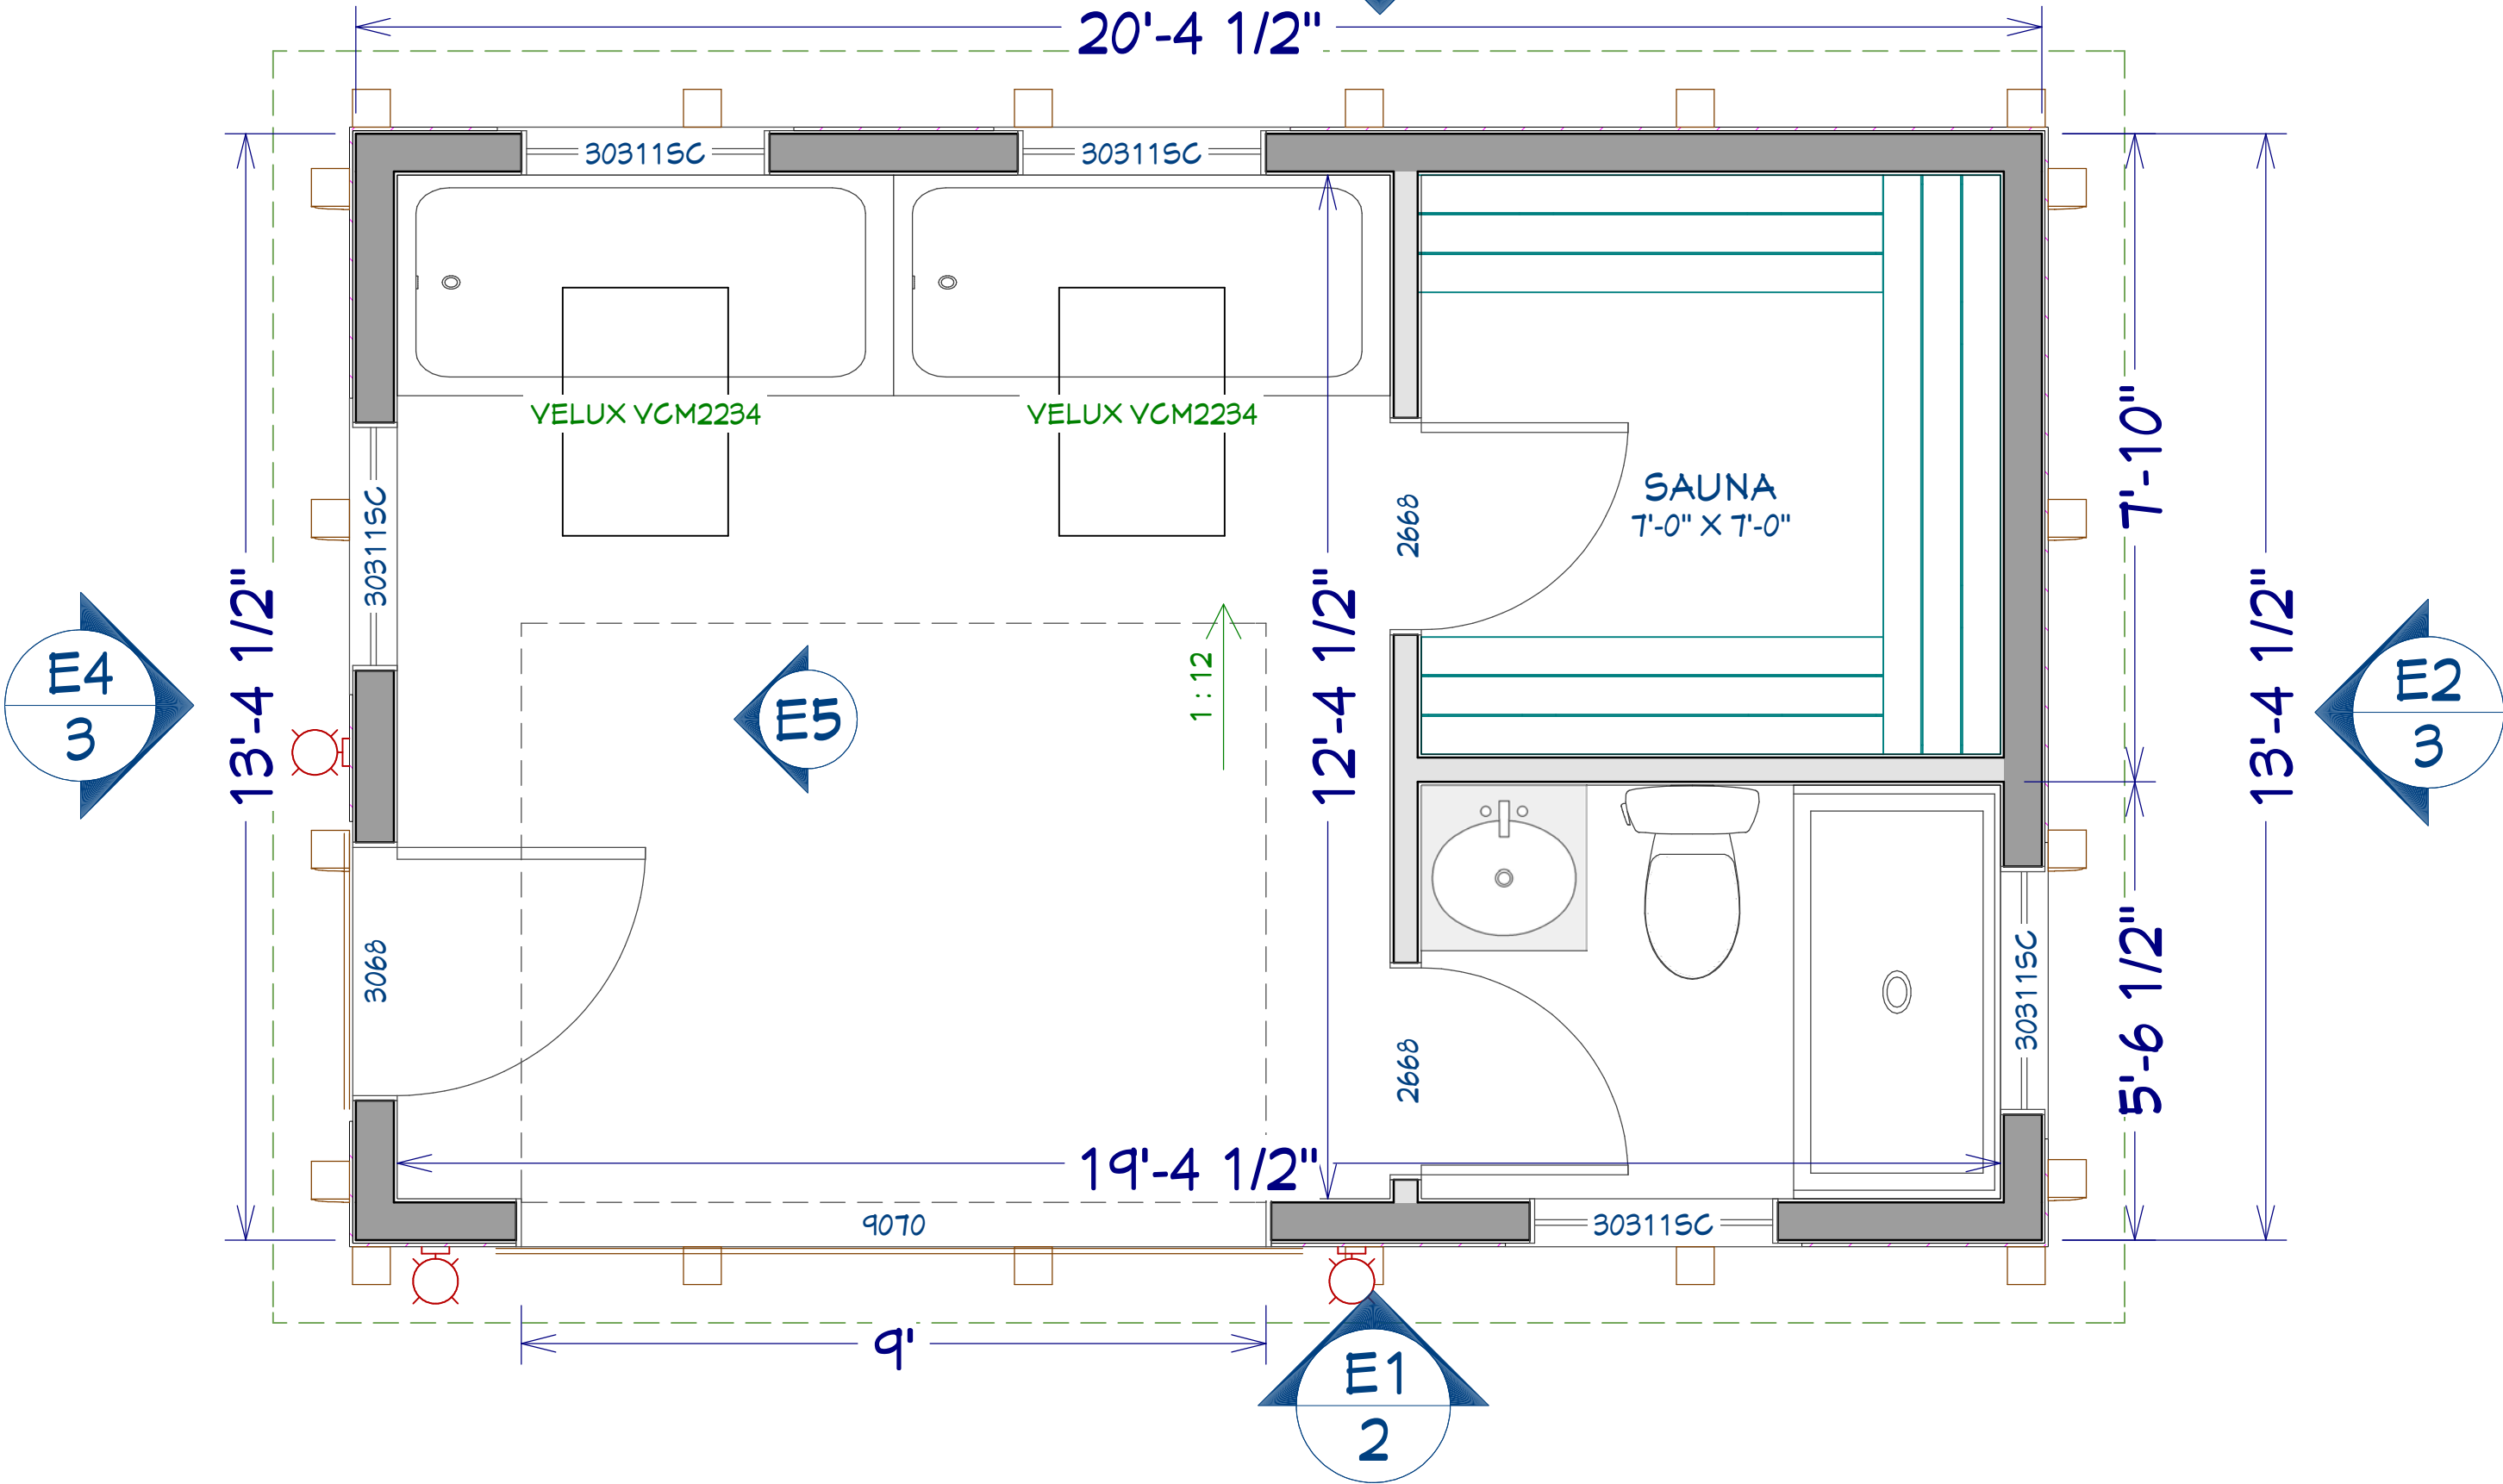 20'-4 1/2"
30311SC
30311SC
VELUX VCM2234
VELUX VCM2234
SAUNA
7'-0" X 7'-0"
2668
30311SC
7'-10"
13'-4 1/2"
12'-4 1/2"
13'-4 1/2"
1 : 12
E4
3
E5
E2
3
3068
2668
30311SC
5'-6 1/2"
19'-4 1/2"
9070
30311SC
9'
E1
2